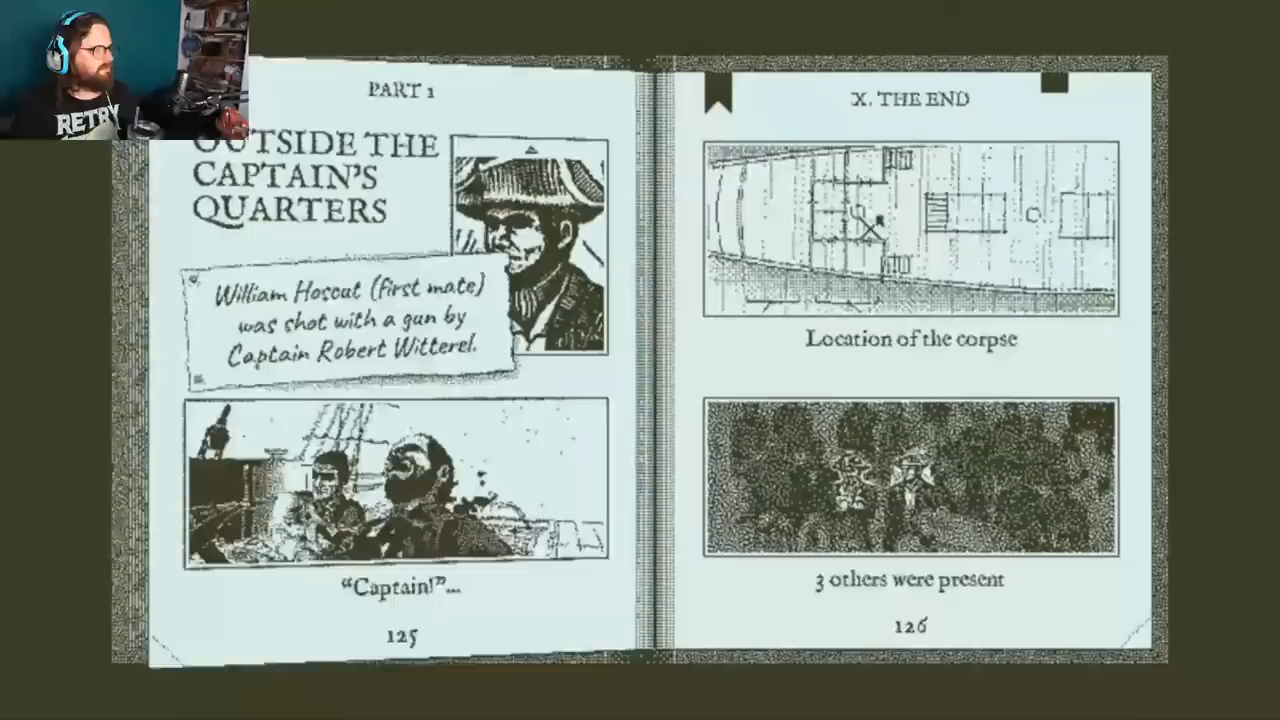 RETRY
PART 1
OUTSIDE THE
CAPTAIN'S
QUARTERS
William Hoscut (first mate)
was shot with a gun by
Captain Robert Witterel.
"Captain!"...
125
X. THE END
Location of the corpse
3 others were present
126